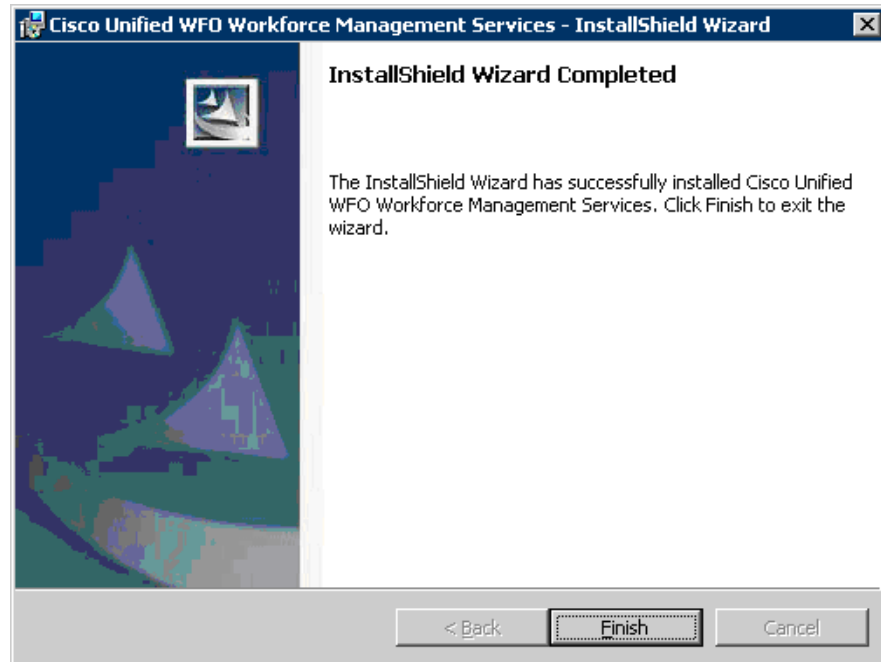 Cisco Unified WFO Workforce Management Services - InstallShield Wizard
InstallShield Wizard Completed
The InstallShield Wizard has successfully installed Cisco Unified
WFO Workforce Management Services. Click Finish to exit the
wizard.
< Back
Finish
Cancel